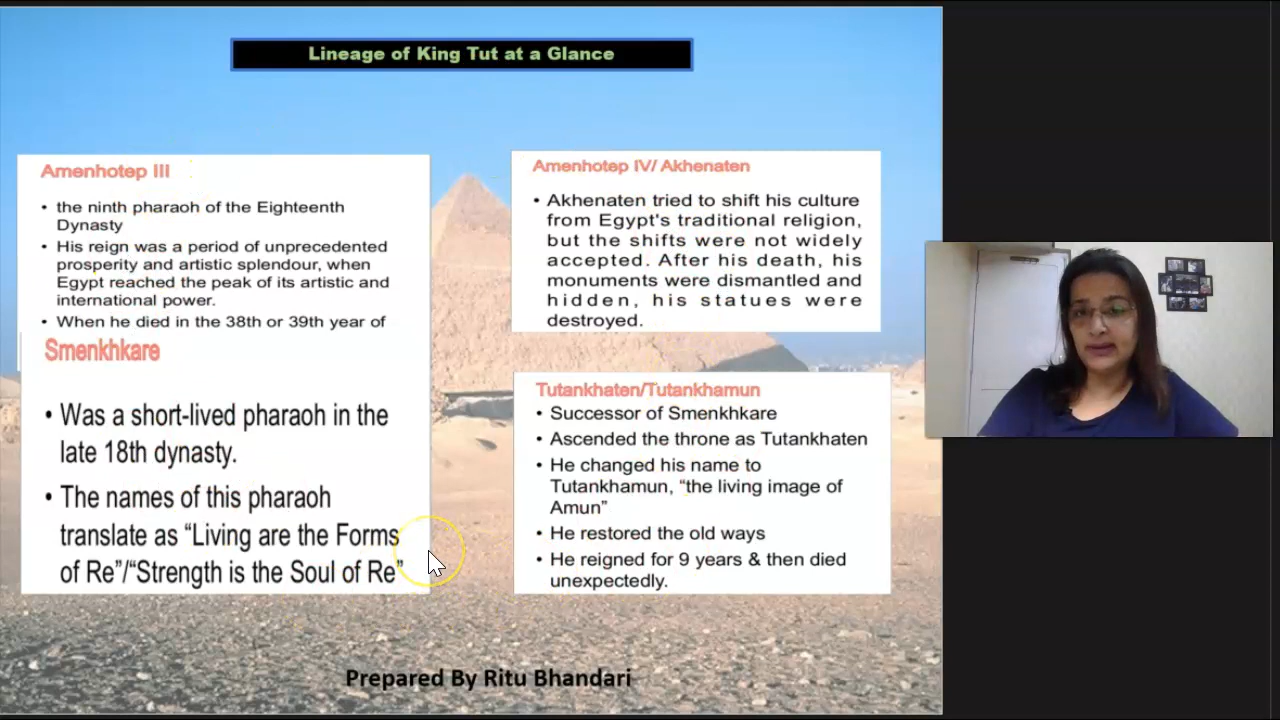 Lineage of King Tut at a Glance
Amenhotep III
• the ninth pharaoh of the Eighteenth
Dynasty
• His reign was a period of unprecedented
prosperity and artistic splendour, when
Egypt reached the peak of its artistic and
international power.
• When he died in the 38th or 39th year of
Smenkhkare
• Was a short-lived pharaoh in the
late 18th dynasty.
• The names of this pharaoh
translate as “Living are the Forms
of Re”/“Strength is the Soul of Re”
Amenhotep IV/ Akhenaten
• Akhenaten tried to shift his culture
from Egypt's traditional religion,
but the shifts were not widely
accepted. After his death, his
monuments were dismantled and
hidden, his statues were
destroyed.
Tutankhaten/Tutankhamun
• Successor of Smenkhkare
• Ascended the throne as Tutankhaten
• He changed his name to
Tutankhamun, “the living image of
Amun”
• He restored the old ways
• He reigned for 9 years & then died
unexpectedly.
Prepared By Ritu Bhandari